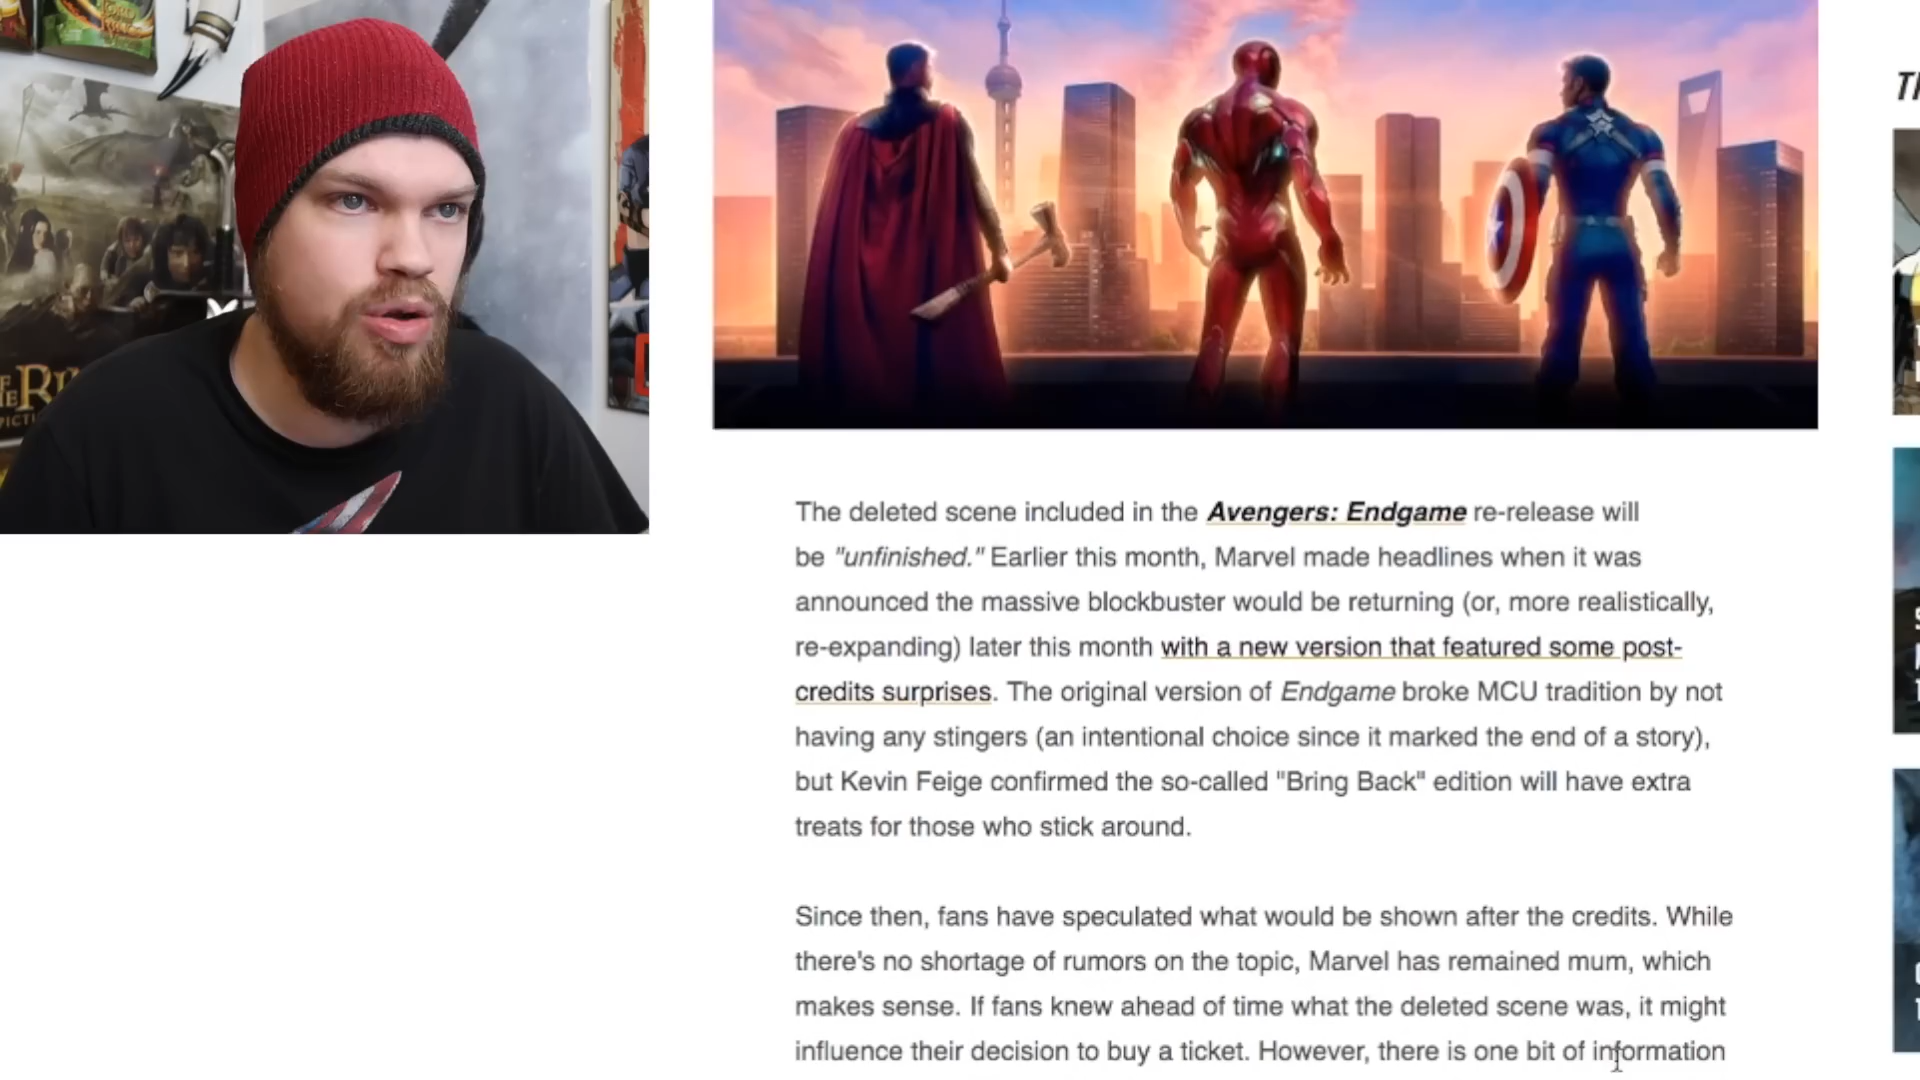 The deleted scene included in the Avengers: Endgame re-release will
be "unfinished." Earlier this month, Marvel made headlines when it was
announced the massive blockbuster would be returning (or, more realistically,
re-expanding) later this month with a new version that featured some post-
credits surprises. The original version of Endgame broke MCU tradition by not
having any stingers (an intentional choice since it marked the end of a story),
but Kevin Feige confirmed the so-called "Bring Back" edition will have extra
treats for those who stick around.
Since then, fans have speculated what would be shown after the credits. While
there's no shortage of rumors on the topic, Marvel has remained mum, which
makes sense. If fans knew ahead of time what the deleted scene was, it might
influence their decision to buy a ticket. However, there is one bit of information